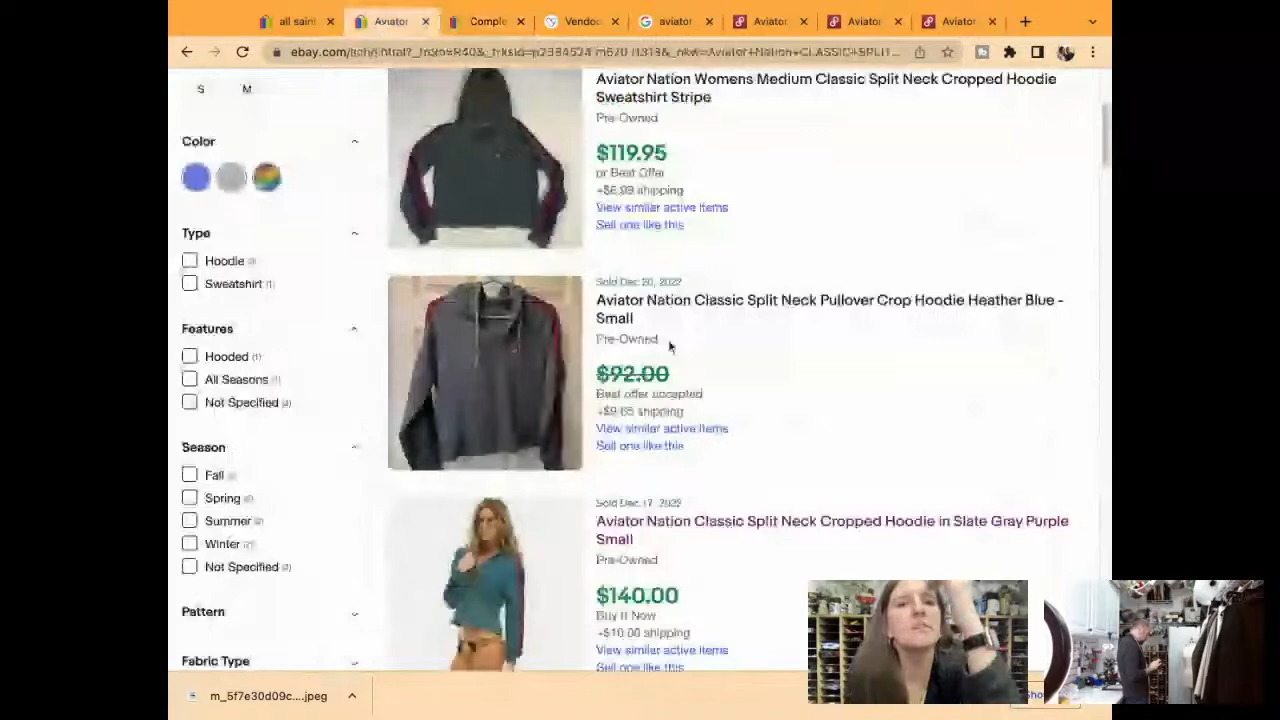 all saint
Aviator
Comple
Vendoo
aviator
Aviator
Aviator
Aviator
S M
Aviator Nation Womens Medium Classic Split Neck Cropped Hoodie
Sweatshirt Stripe
Pre-Owned
$119.95
or Best Offer
shipping
View similar active items
Sell one like this
Color
Type
Hoodie
Sweatshirt (1)
Features
Hooded (1)
All Seasons (1)
Not Specified
Season
Fall
Spring
Summer
Winter
Not Specified
Pattern
Fabric Type
Sold Dec 20, 2022
Aviator Nation Classic Split Neck Pullover Crop Hoodie Heather Blue -
Small
Pre-Owned
$92.00
Best offer accepted
shipping
View similar active items
Sell one like this
Sold Dec 17, 2022
Aviator Nation Classic Split Neck Cropped Hoodie in Slate Gray Purple
Small
Pre-Owned
$140.00
Buy It Now
+$10.00 shipping
View similar active items
Sell one like this
m_5f7e30d09c....jpeg